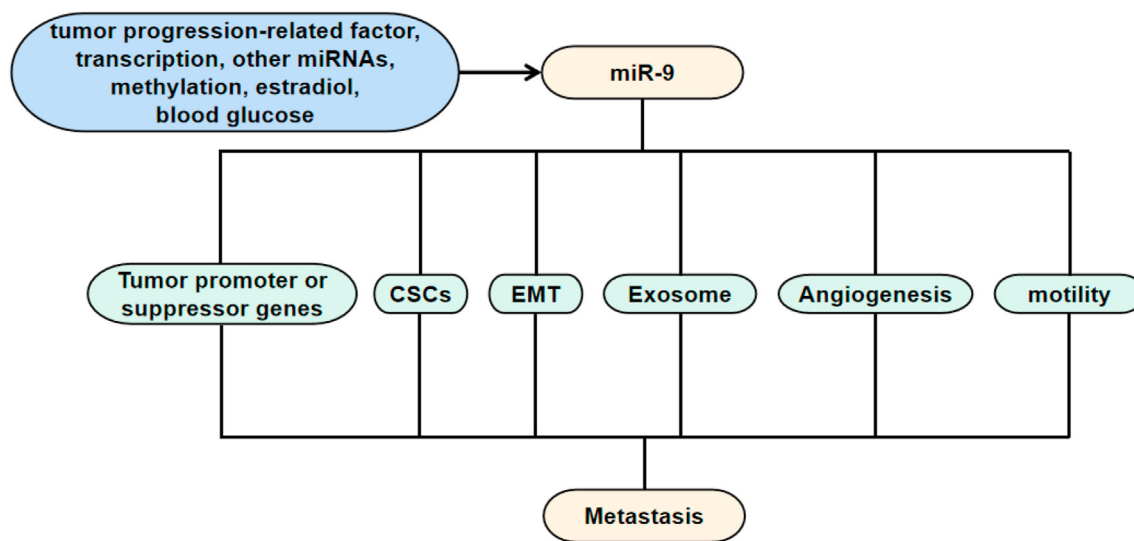 tumor progression-related factor,
transcription, other miRNAs,
methylation, estradiol,
blood glucose
miR-9
Tumor promoter or
suppressor genes
CSCs
EMT
Exosome
Angiogenesis
motility
Metastasis